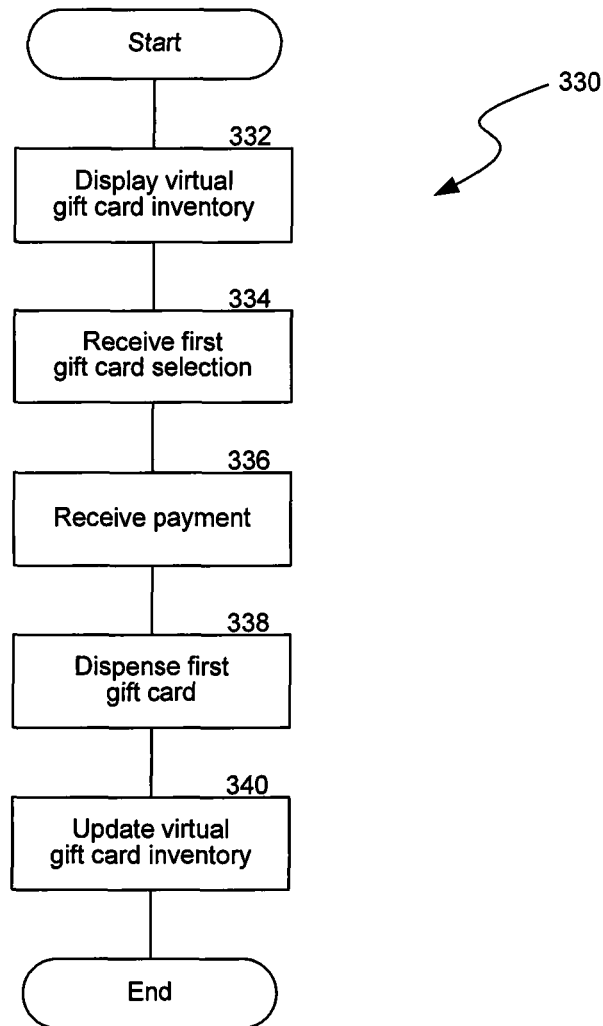 Start
330
332
Display virtual
gift card inventory
334
Receive first
gift card selection
336
Receive payment
338
Dispense first
gift card
340
Update virtual
gift card inventory
End